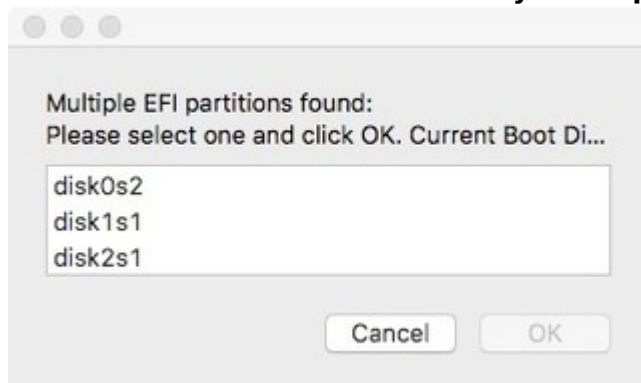 Multiple EFI partitions found:
Please select one and click OK. Current Boot Di...
disk0s2
disk1s1
disk2s1
Cancel
OK